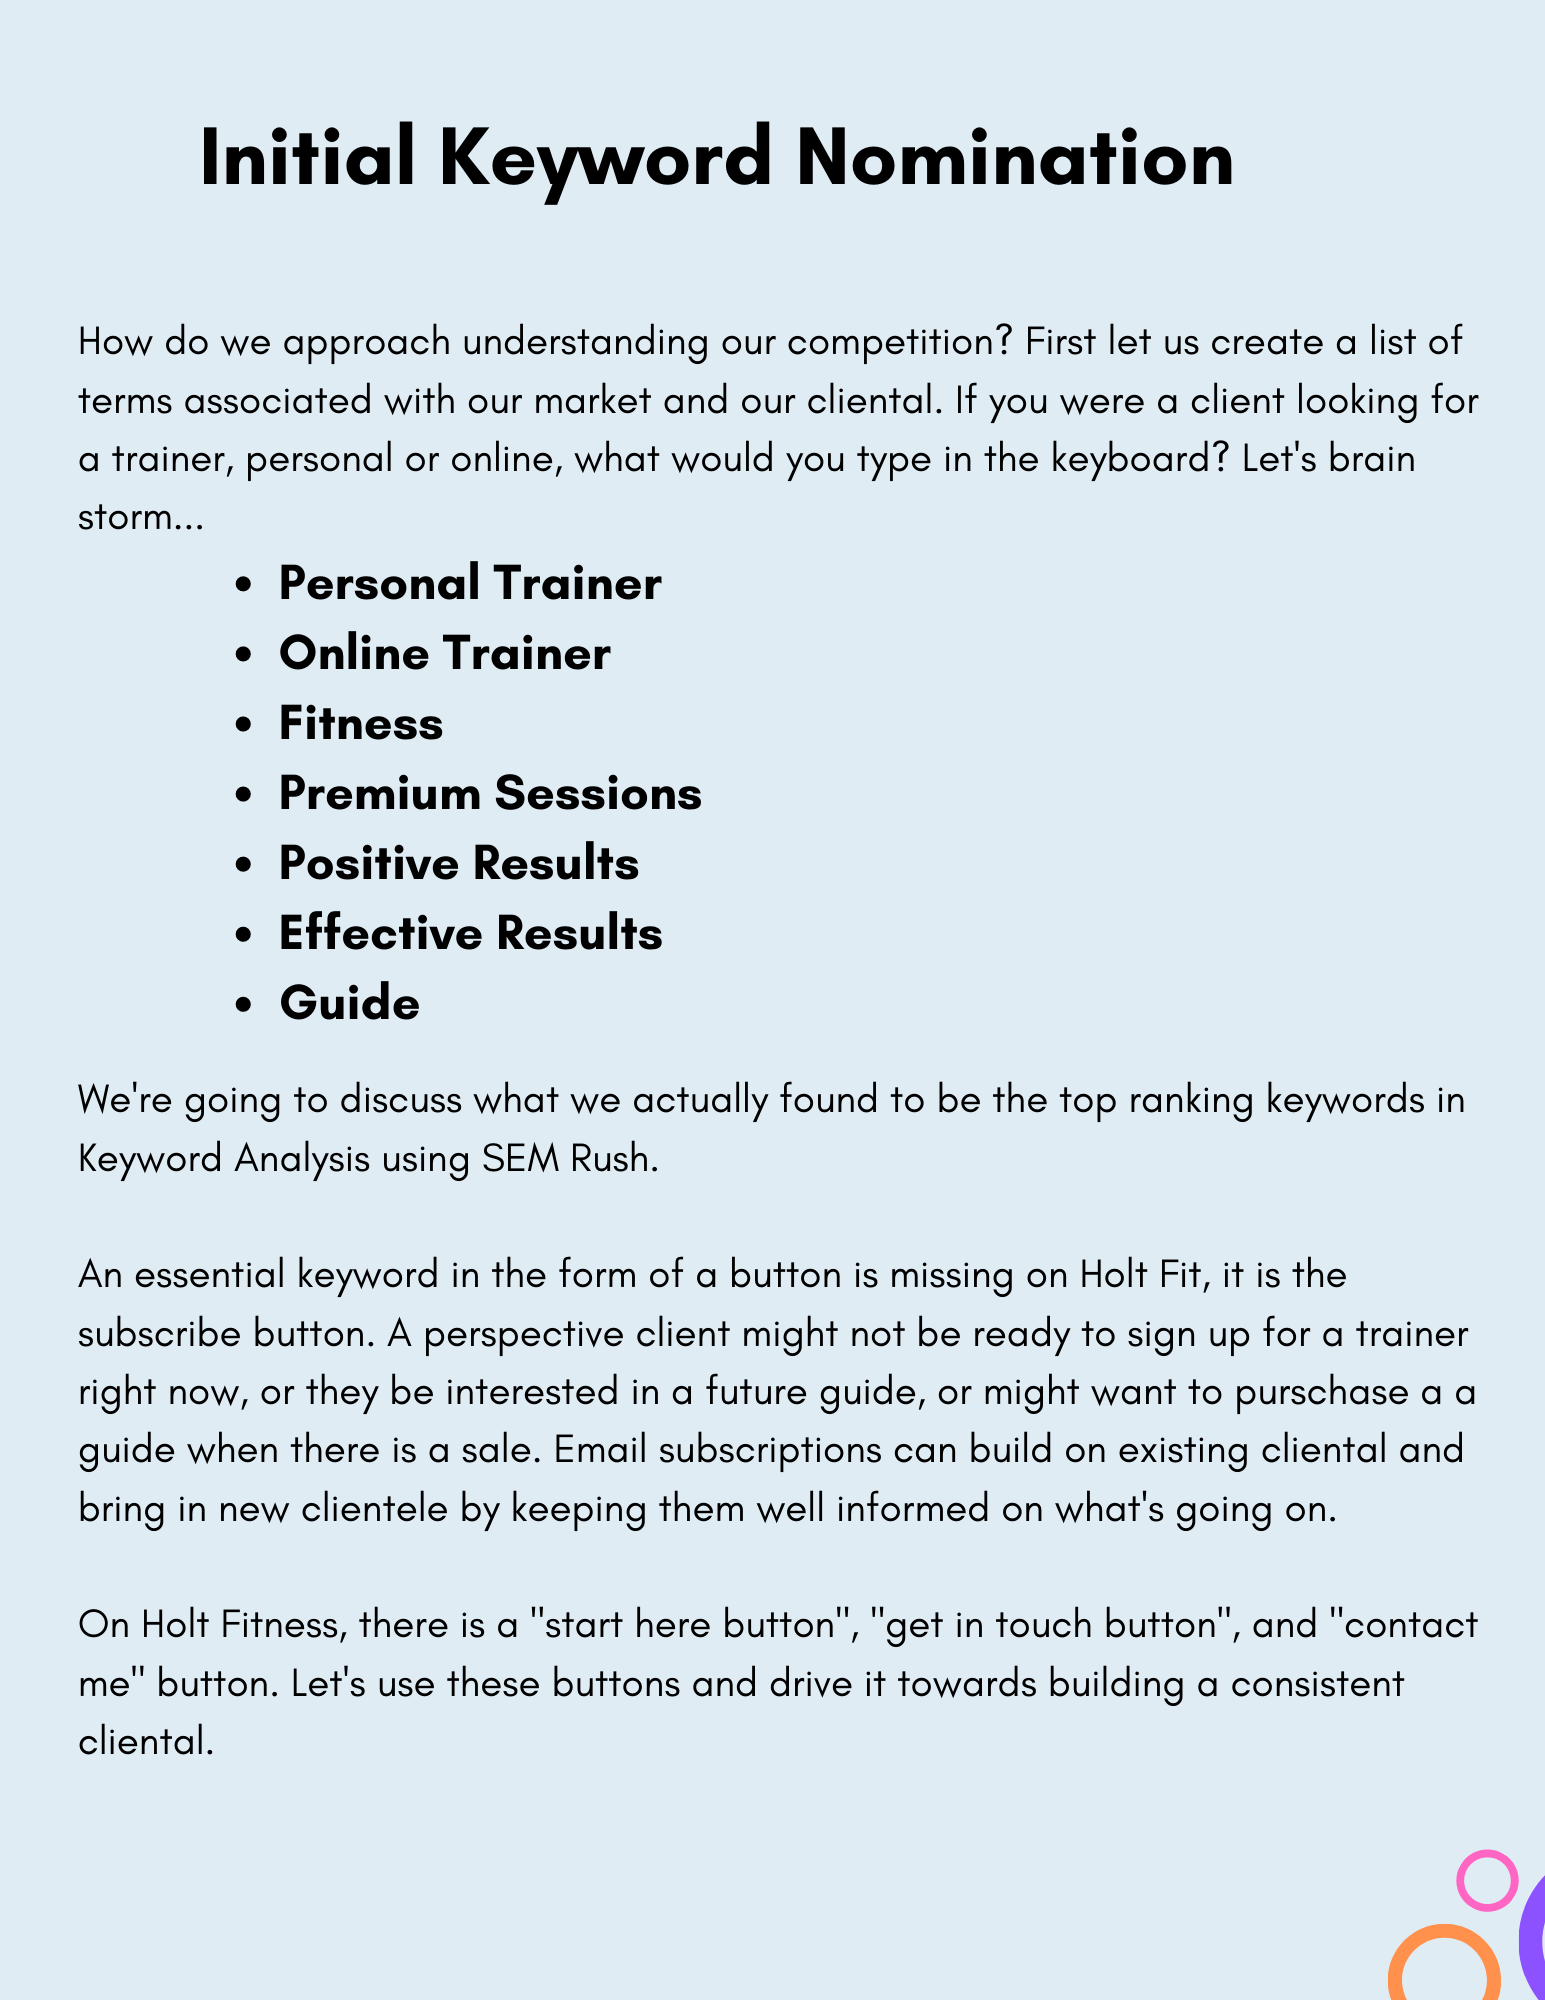 Initial Keyword Nomination
How do we approach understanding our competition? First let us create a list of
terms associated with our market and our cliental. If you were a client looking for
a trainer, personal or online, what would you type in the keyboard? Let's brain
storm...
• Personal Trainer
• Online Trainer
• Fitness
• Premium Sessions
• Positive Results
• Effective Results
• Guide
We're going to discuss what we actually found to be the top ranking keywords in
Keyword Analysis using SEM Rush.
An essential keyword in the form of a button is missing on Holt Fit, it is the
subscribe button. A perspective client might not be ready to sign up for a trainer
right now, or they be interested in a future guide, or might want to purschase a a
guide when there is a sale. Email subscriptions can build on existing cliental and
bring in new clientele by keeping them well informed on what's going on.
On Holt Fitness, there is a "start here button", "get in touch button", and "contact
me" button. Let's use these buttons and drive it towards building a consistent
cliental.